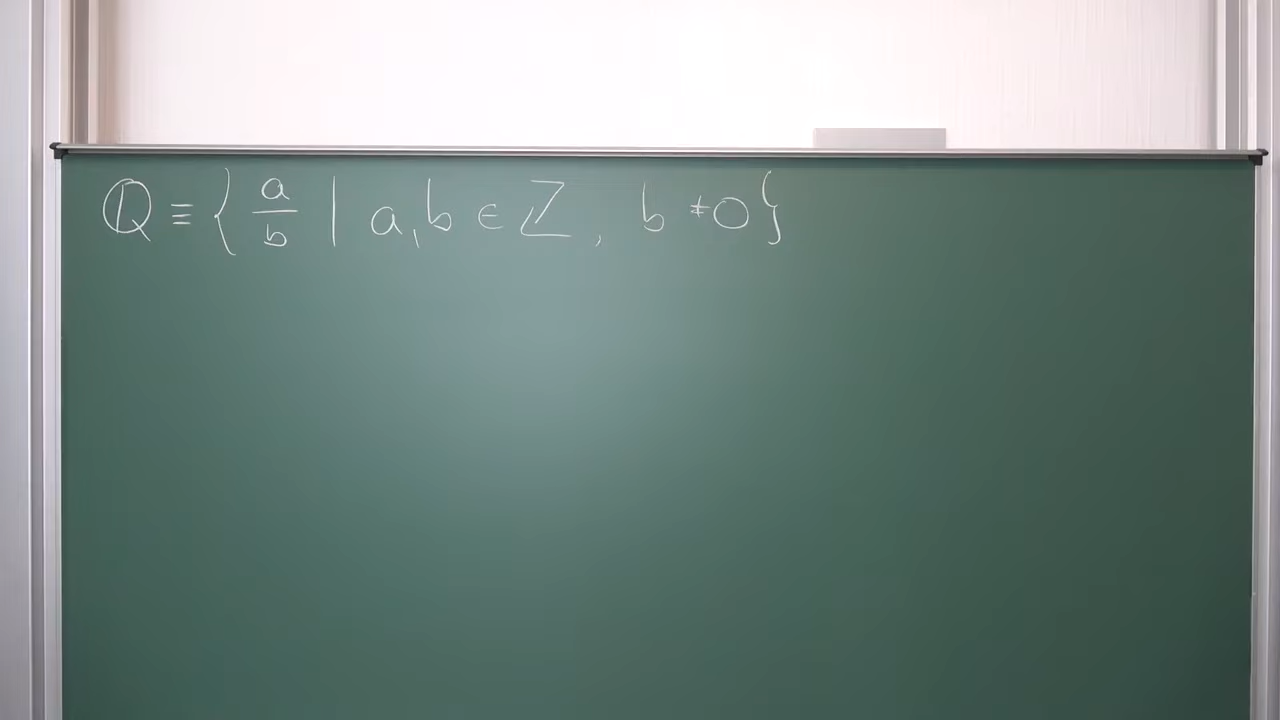 ℚ ≡ { a/b | a, b ∈ ℤ, b ≠ 0 }